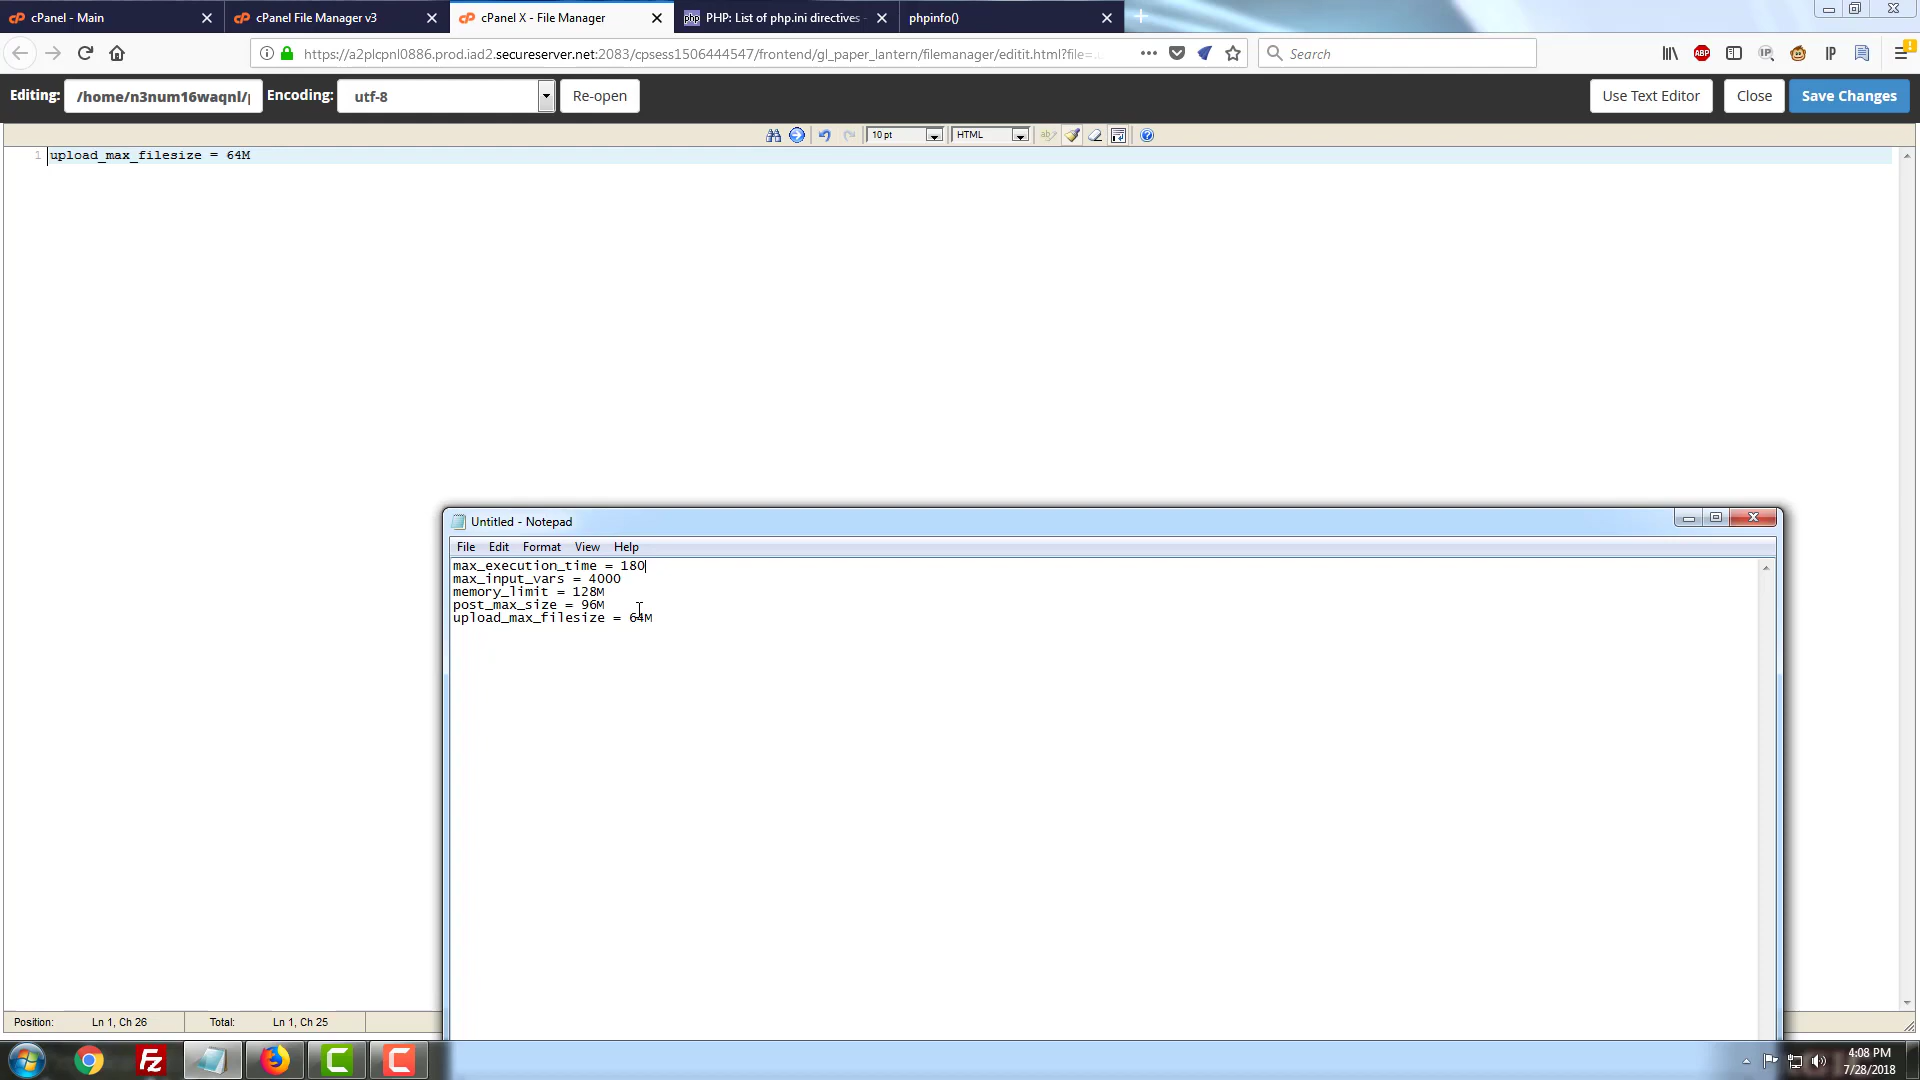 cPanel - Main
cPanel File Manager v3
cPanel X - File Manager
php PHP: List of php.ini directives -
phpinfo()
https://a2plcpnl0886.prod.iad2.secureserver.net:2083/cpsess1506444547/frontend/gl_paper_lantern/filemanager/editit.html?file=.
Search
ABP
IP
IP
Editing:
/home/n3num16waqnl/
Encoding:
utf-8
Re-open
Use Text Editor
Close
Save Changes
10 pt
HTML
1 upload_max_filesize = 64M
Untitled - Notepad
File Edit Format View Help
max_execution_time = 180
max_input_vars = 4000
memory_limit = 128M
post_max_size = 96M
upload_max_filesize = 64M
Position: Ln 1, Ch 26 Total: Ln 1, Ch 25
4:08 PM
7/28/2018